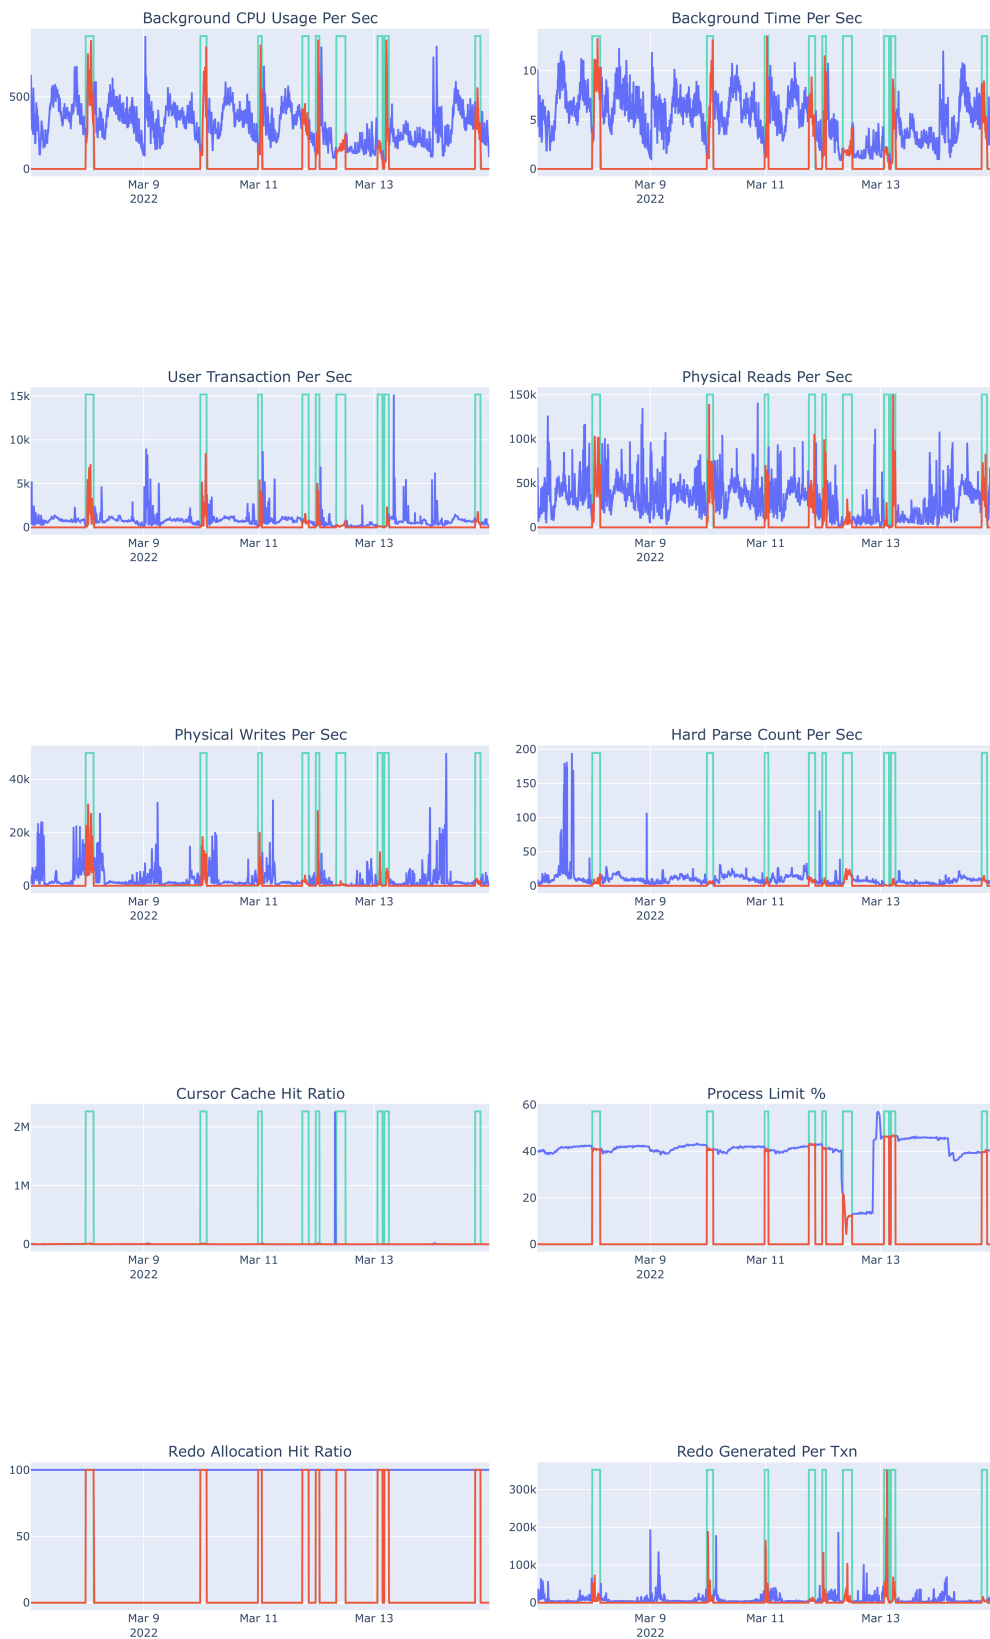 Background CPU Usage Per Sec
500
0
Mar 9
2022
Mar 11
Mar 13
Background Time Per Sec
10
5
0
Mar 9
2022
Mar 11
Mar 13
User Transaction Per Sec
15k
10k
5k
0
Mar 9
2022
Mar 11
Mar 13
Physical Reads Per Sec
150k
100k
50k
0
Mar 9
2022
Mar 11
Mar 13
Physical Writes Per Sec
40k
20k
0
Mar 9
2022
Mar 11
Mar 13
Hard Parse Count Per Sec
200
150
100
50
0
Mar 9
2022
Mar 11
Mar 13
Cursor Cache Hit Ratio
2M
1M
0
Mar 9
2022
Mar 11
Mar 13
Process Limit %
60
40
20
0
Mar 9
2022
Mar 11
Mar 13
Redo Allocation Hit Ratio
100
50
0
Mar 9
2022
Mar 11
Mar 13
Redo Generated Per Txn
300k
200k
100k
0
Mar 9
2022
Mar 11
Mar 13